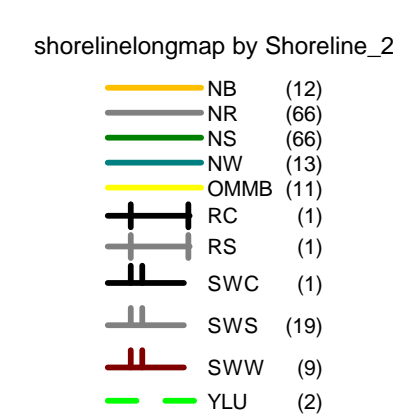 shorelinelongmap by Shoreline_2
NB (12)
NR (66)
NS (66)
NW (13)
OMMB (11)
RC (1)
RS (1)
SWC (1)
SWS (19)
SWW (9)
YLU (2)